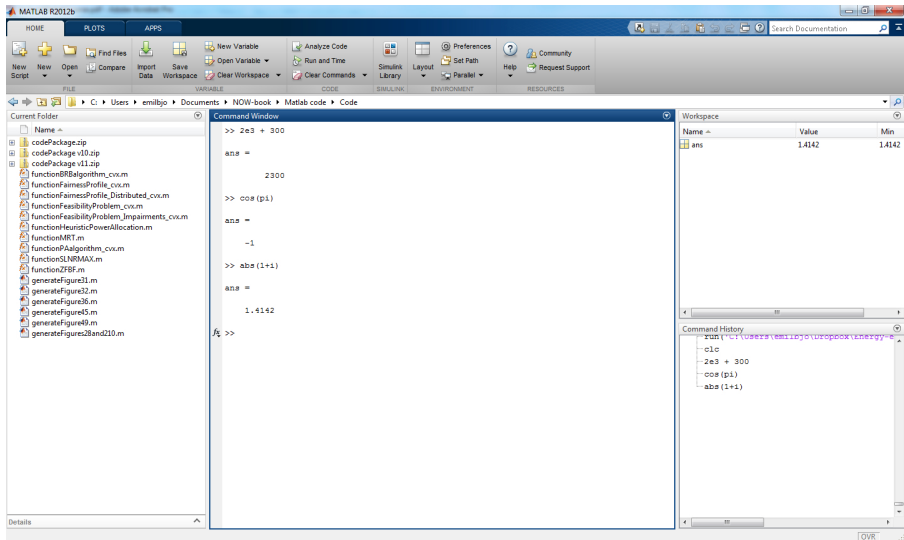 MATLAB R2012b
HOME PLOTS APPS
Search Documentation
New Script
New
Open
Find Files
Compare
Import Data
Save Workspace
New Variable
Open Variable
Clear Workspace
Analyze Code
Run and Time
Clear Commands
Simulink Library
Layout
Preferences
Set Path
Parallel
Help
Community
Request Support
FILE VARIABLE CODE SIMULINK ENVIRONMENT RESOURCES
C: Users emilbjo Documents NOW-book Matlab code Code
Current Folder
Name
codePackage.zip
codePackage v10.zip
codePackage v11.zip
functionBRBalgorithm_cvx.m
functionFairnessProfile_cvx.m
functionFairnessProfile_Distributed_cvx.m
functionFeasibilityProblem_cvx.m
functionFeasibilityProblem_Impairments_cvx.m
functionHeuristicPowerAllocation.m
functionMRT.m
functionPAalgorithm_cvx.m
functionSLNRMAX.m
functionZFBF.m
generateFigure31.m
generateFigure32.m
generateFigure36.m
generateFigure45.m
generateFigure49.m
generateFigures28and210.m
Details
Command Window
>> 2e3 + 300
ans =
2300
>> cos(pi)
ans =
-1
>> abs(1+i)
ans =
1.4142
fx >>
Workspace
Name Value Min
ans 1.4142 1.4142
Command History
run('C:\Users\emilbjo\Dropbox\Energy-e
clc
2e3 + 300
cos(pi)
abs(1+i)
OVR